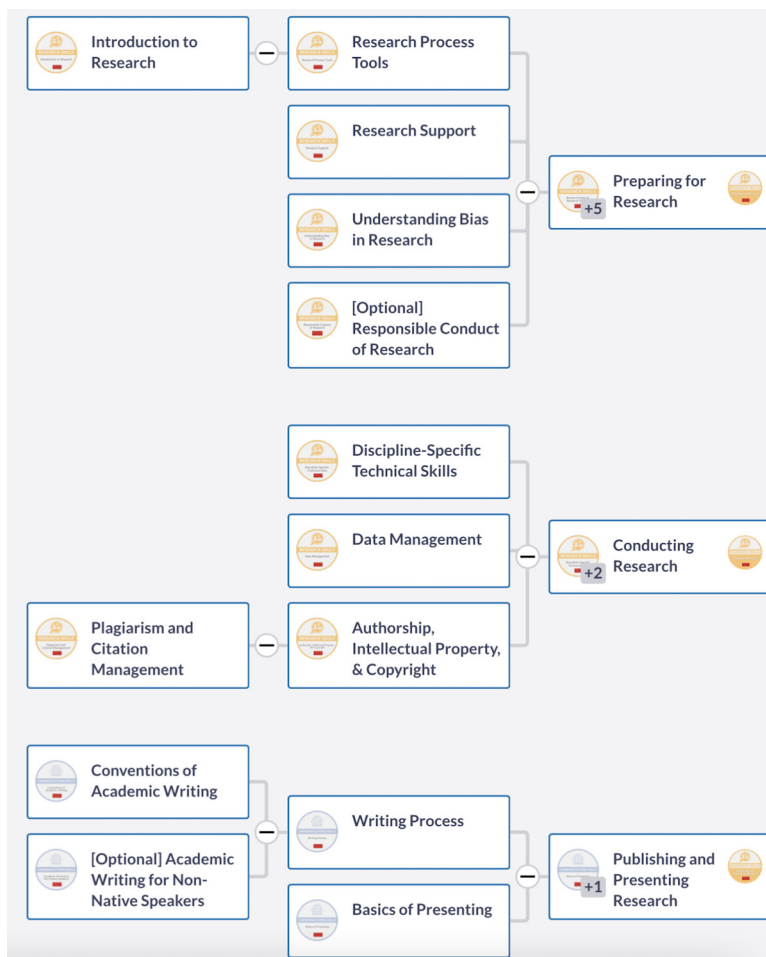 Introduction to
Research
Research Process
Tools
Research Support
Understanding Bias
in Research
[Optional]
Responsible Conduct
of Research
+5
Preparing for
Research
Discipline-Specific
Technical Skills
Data Management
Plagiarism and
Citation
Management
Authorship,
Intellectual Property,
& Copyright
+2
Conducting
Research
Conventions of
Academic Writing
[Optional] Academic
Writing for Non-
Native Speakers
Writing Process
Basics of Presenting
+1
Publishing and
Presenting
Research